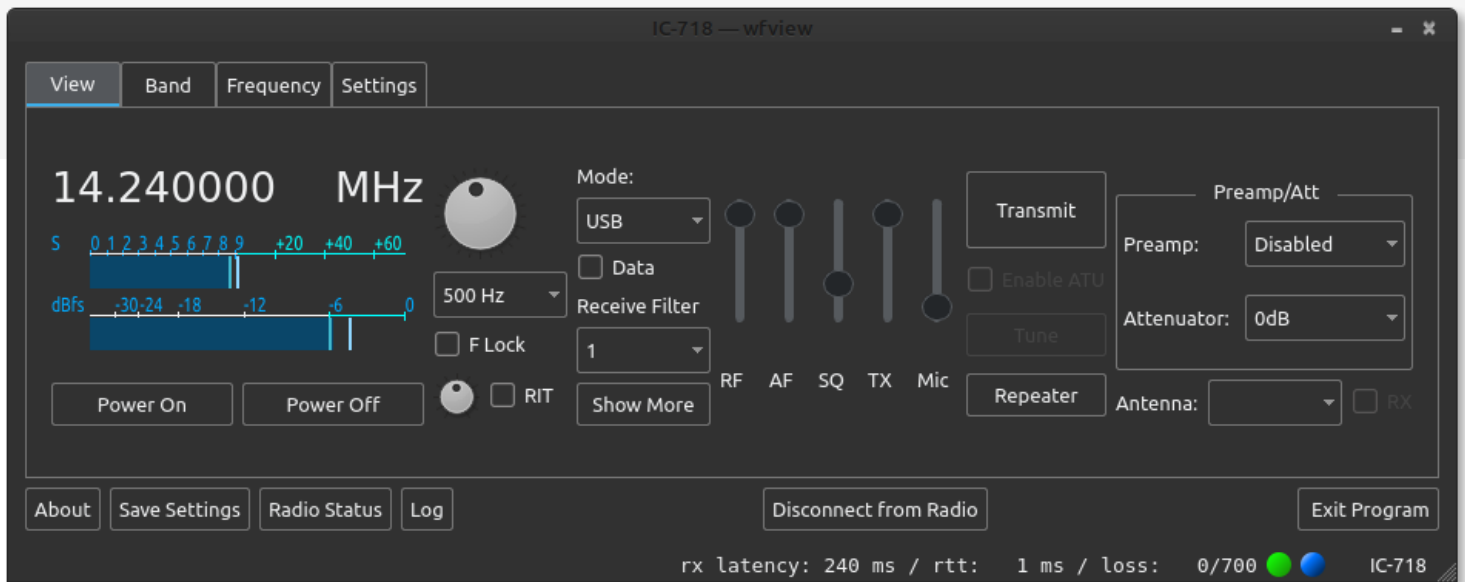 IC-718 — wfview
View Band Frequency Settings
14.240000 MHz
S 0 1 2 3 4 5 6 7 8 9 +20 +40 +60
dBfs -30 -24 -18 -12 -6 0
Power On Power Off
500 Hz
F Lock
RIT
Mode:
USB
Data
Receive Filter
1
Show More
RF AF SQ TX Mic
Transmit
Enable ATU
Tune
Repeater
Preamp/Att
Preamp: Disabled
Attenuator: 0dB
Antenna: RX
About Save Settings Radio Status Log Disconnect from Radio Exit Program
rx latency: 240 ms / rtt: 1 ms / loss: 0/700 IC-718